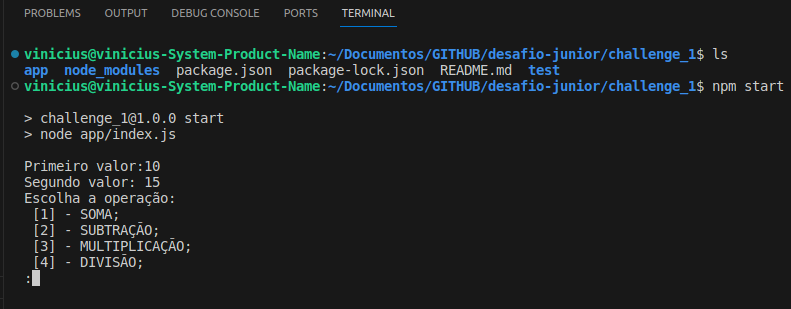 PROBLEMS OUTPUT DEBUG CONSOLE PORTS TERMINAL
vinicius@vinicius-System-Product-Name:~/Documentos/GITHUB/desafio-junior/challenge_1$ ls
app node_modules package.json package-lock.json README.md test
vinicius@vinicius-System-Product-Name:~/Documentos/GITHUB/desafio-junior/challenge_1$ npm start
> challenge_1@1.0.0 start
> node app/index.js
Primeiro valor:10
Segundo valor: 15
Escolha a operação:
[1] - SOMA;
[2] - SUBTRAÇÃO;
[3] - MULTIPLICAÇÃO;
[4] - DIVISÃO;
: